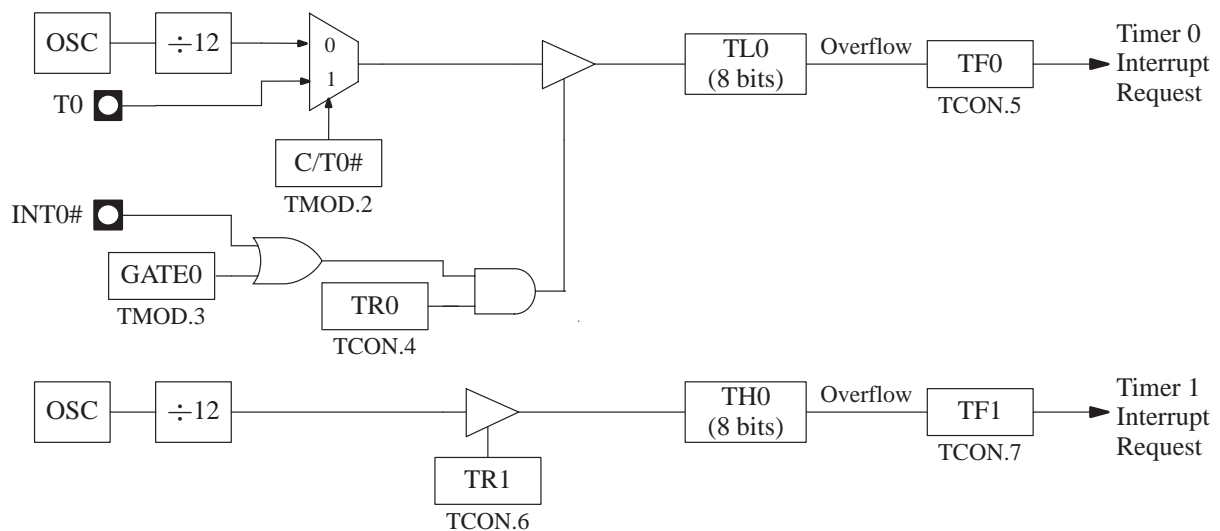 OSC
÷12
0
1
T0
C/T0#
TMOD.2
TL0
(8 bits)
Overflow
TF0
TCON.5
Timer 0
Interrupt
Request
INT0#
GATE0
TMOD.3
TR0
TCON.4
OSC
÷12
TR1
TCON.6
TH0
(8 bits)
Overflow
TF1
TCON.7
Timer 1
Interrupt
Request